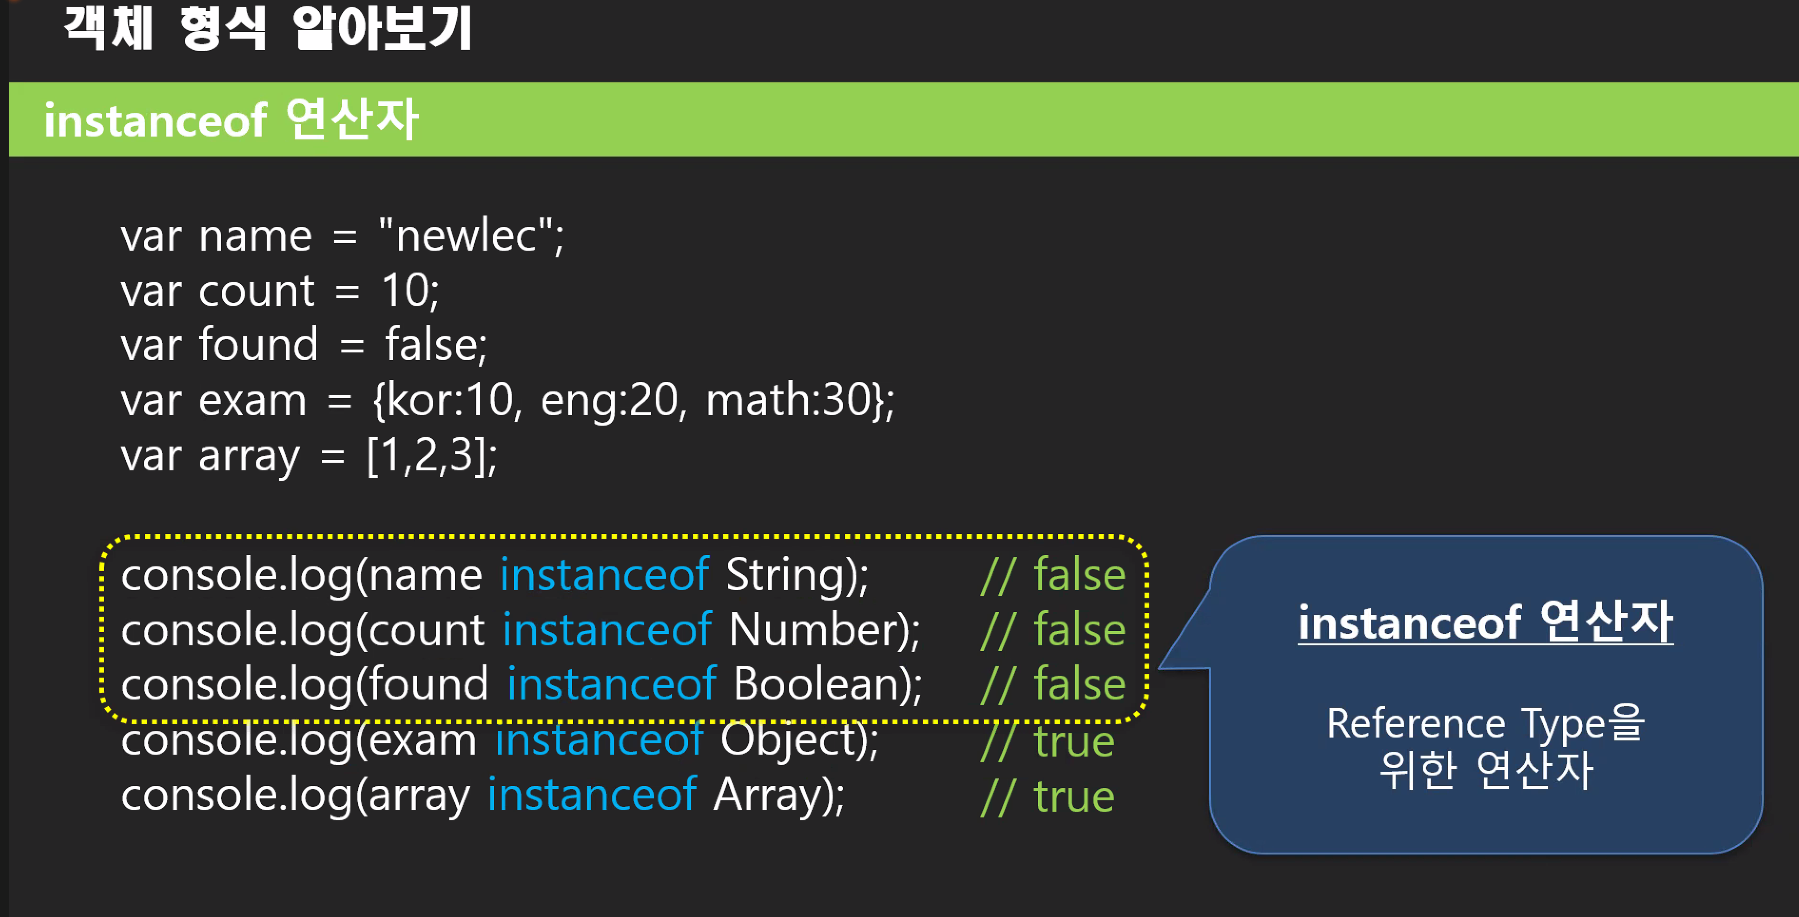 객체 형식 알아보기
instanceof 연산자
var name = "newlec";
var count = 10;
var found = false;
var exam = {kor:10, eng:20, math:30};
var array = [1,2,3];
console.log(name instanceof String); // false
console.log(count instanceof Number); // false
console.log(found instanceof Boolean); // false
console.log(exam instanceof Object); // true
console.log(array instanceof Array); // true
instanceof 연산자
Reference Type을
위한 연산자